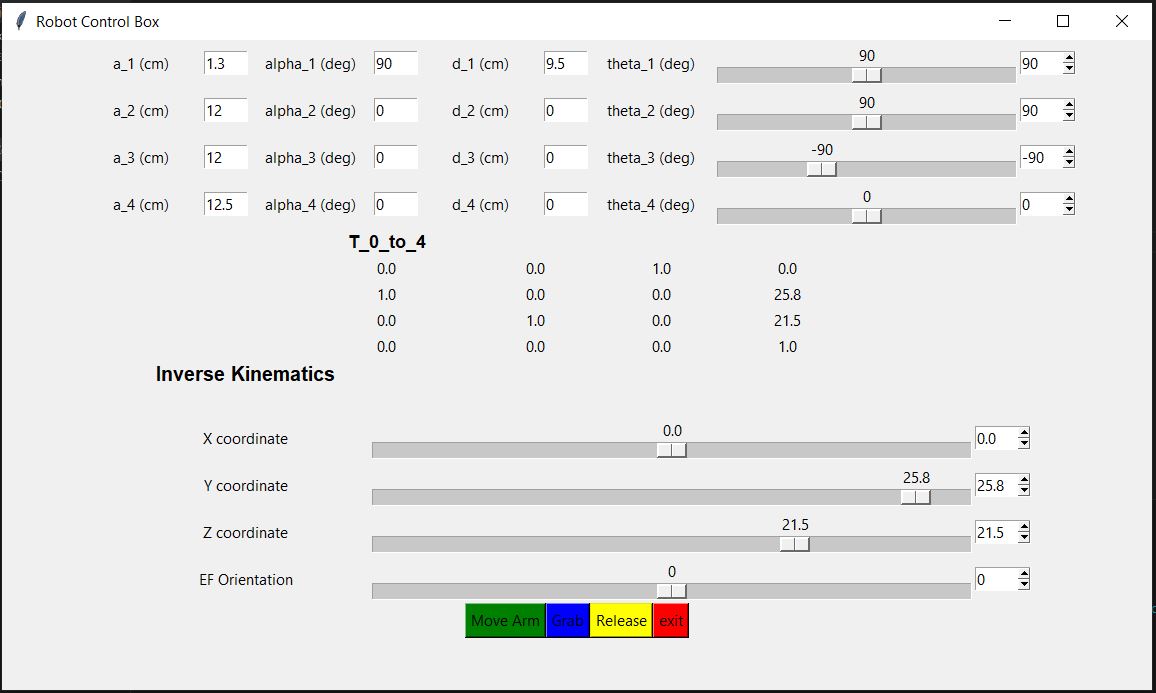 Robot Control Box
90
a_1 (cm) 1.3 alpha_1 (deg) 90 d_1 (cm) 9.5 theta_1 (deg) 90
90
a_2 (cm) 12 alpha_2 (deg) 0 d_2 (cm) 0 theta_2 (deg) 90
-90
a_3 (cm) 12 alpha_3 (deg) 0 d_3 (cm) 0 theta_3 (deg) -90
0
a_4 (cm) 12.5 alpha_4 (deg) 0 d_4 (cm) 0 theta_4 (deg) 0
T_0_to_4
0.0 0.0 1.0 0.0
1.0 0.0 0.0 25.8
0.0 1.0 0.0 21.5
0.0 0.0 0.0 1.0
Inverse Kinematics
0.0
X coordinate 0.0
25.8
Y coordinate 25.8
21.5
Z coordinate 21.5
0
EF Orientation 0
Move Arm Grab Release exit